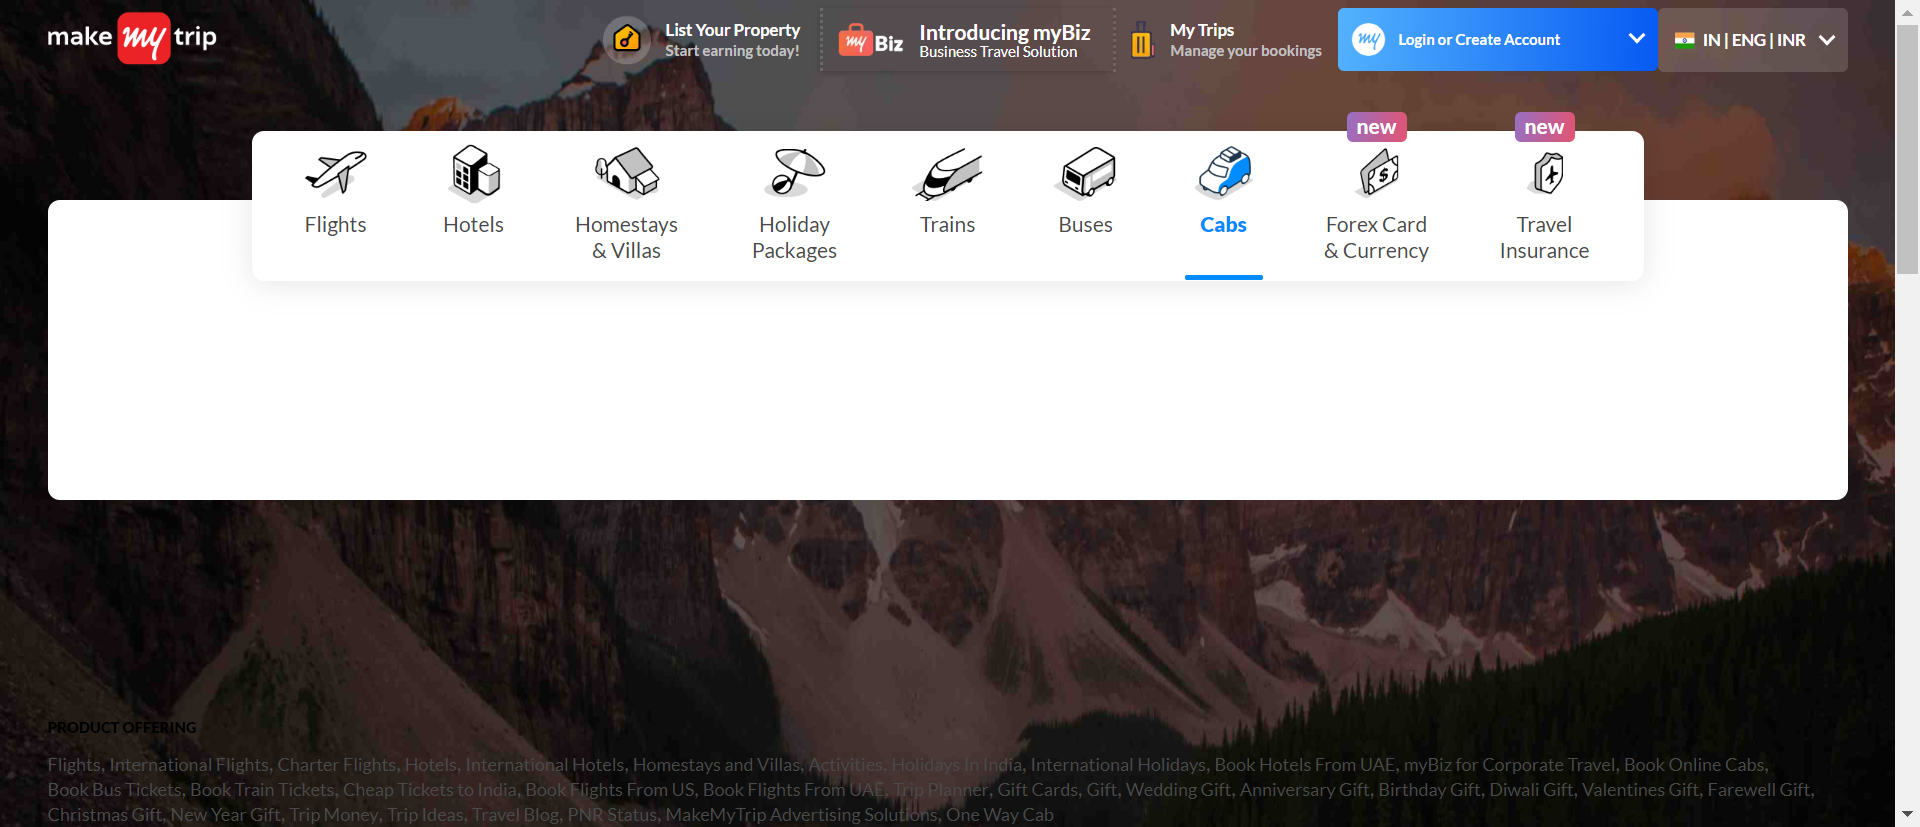 make my trip
List Your Property
Start earning today!
my Biz
Introducing myBiz
Business Travel Solution
My Trips
Manage your bookings
my
Login or Create Account
IN | ENG | INR
new
new
Flights
Hotels
Homestays
& Villas
Holiday
Packages
Trains
Buses
Cabs
$
Forex Card
& Currency
Travel
Insurance
PRODUCT OFFERING
Flights, International Flights, Charter Flights, Hotels, International Hotels, Homestays and Villas, Activities, Holidays In India, International Holidays, Book Hotels From UAE, myBiz for Corporate Travel, Book Online Cabs,
Book Bus Tickets, Book Train Tickets, Cheap Tickets to India, Book Flights From US, Book Flights From UAE, Trip Planner, Gift Cards, Gift, Wedding Gift, Anniversary Gift, Birthday Gift, Diwali Gift, Valentines Gift, Farewell Gift,
Christmas Gift, New Year Gift, Trip Money, Trip Ideas, Travel Blog, PNR Status, MakeMyTrip Advertising Solutions, One Way Cab